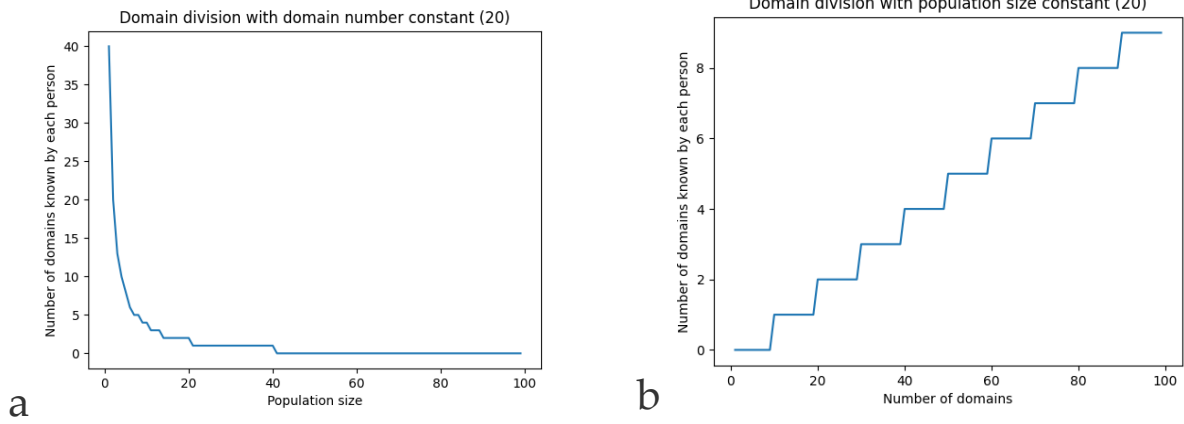 Domain division with domain number constant (20)
Number of domains known by each person
40
35
30
25
20
15
10
5
0
0 20 40 60 80 100
Population size
a
Domain division with population size constant (20)
Number of domains known by each person
8
6
4
2
0
0 20 40 60 80 100
Number of domains
b